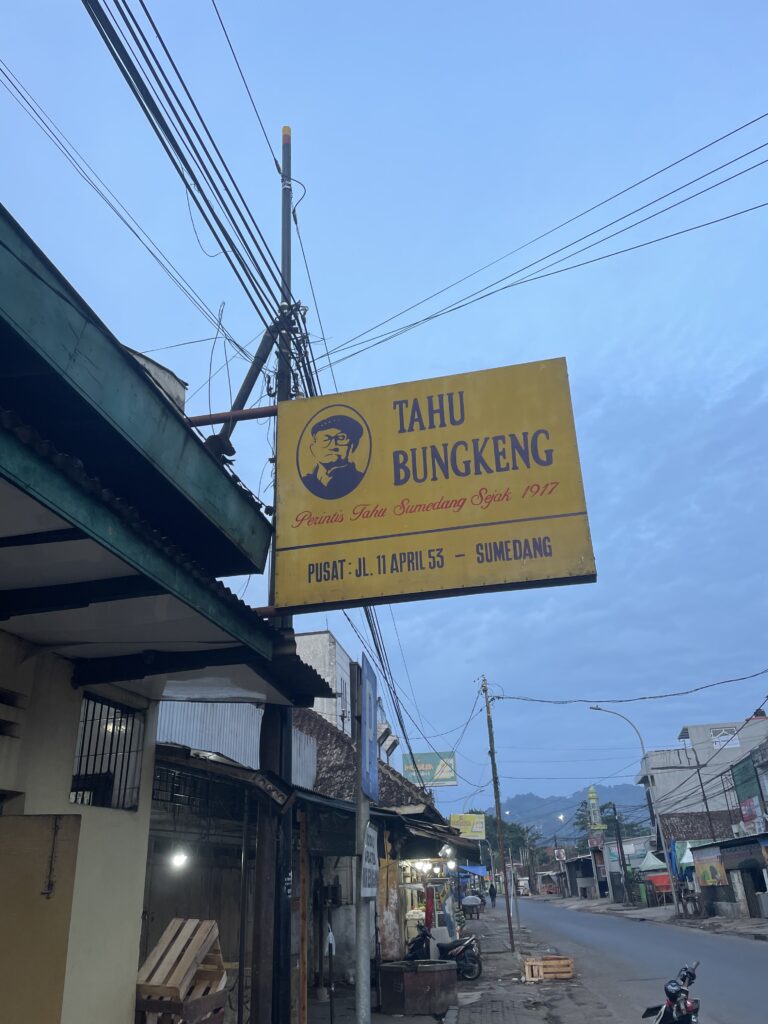 TAHU
BUNGKENG
Perintis Tahu Sumedang Sejak 1917
PUSAT : JL. 11 APRIL 53 – SUMEDANG